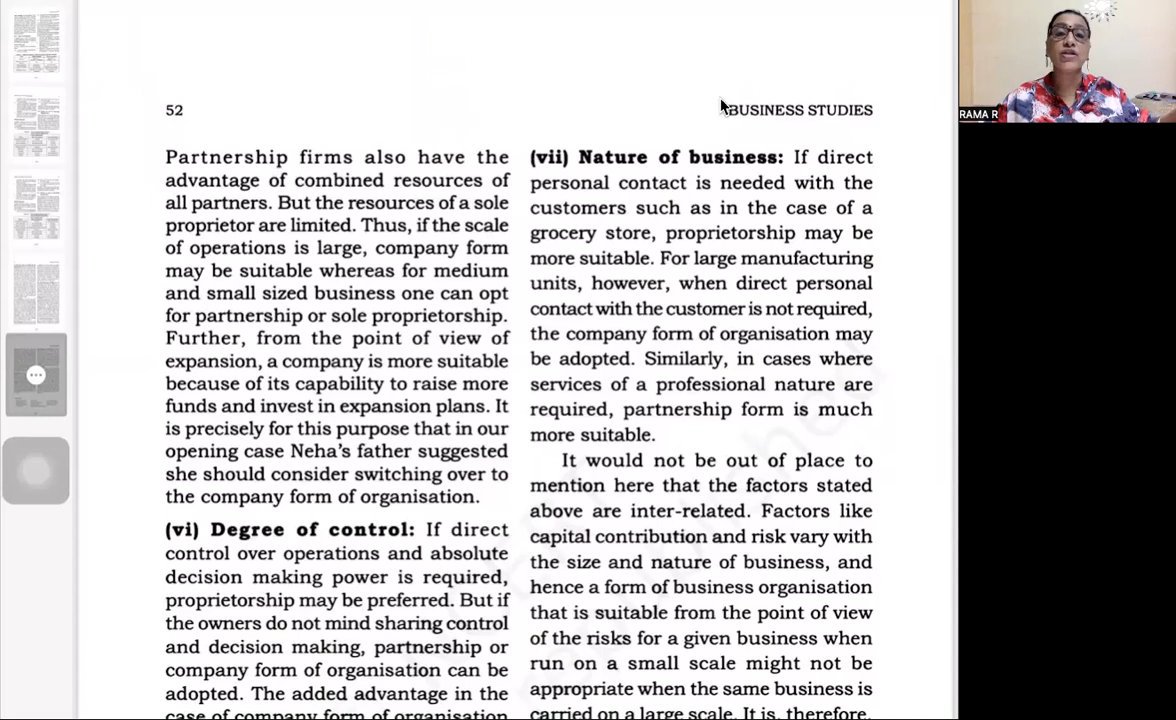 52
BUSINESS STUDIES
Partnership firms also have the
advantage of combined resources of
all partners. But the resources of a sole
proprietor are limited. Thus, if the scale
of operations is large, company form
may be suitable whereas for medium
and small sized business one can opt
for partnership or sole proprietorship.
Further, from the point of view of
expansion, a company is more suitable
because of its capability to raise more
funds and invest in expansion plans. It
is precisely for this purpose that in our
opening case Neha's father suggested
she should consider switching over to
the company form of organisation.
(vi) Degree of control: If direct
control over operations and absolute
decision making power is required,
proprietorship may be preferred. But if
the owners do not mind sharing control
and decision making, partnership or
company form of organisation can be
adopted. The added advantage in the
case of company form of organisation
(vii) Nature of business: If direct
personal contact is needed with the
customers such as in the case of a
grocery store, proprietorship may be
more suitable. For large manufacturing
units, however, when direct personal
contact with the customer is not required,
the company form of organisation may
be adopted. Similarly, in cases where
services of a professional nature are
required, partnership form is much
more suitable.
It would not be out of place to
mention here that the factors stated
above are inter-related. Factors like
capital contribution and risk vary with
the size and nature of business, and
hence a form of business organisation
that is suitable from the point of view
of the risks for a given business when
run on a small scale might not be
appropriate when the same business is
carried on a large scale. It is, therefore,
RAMA R